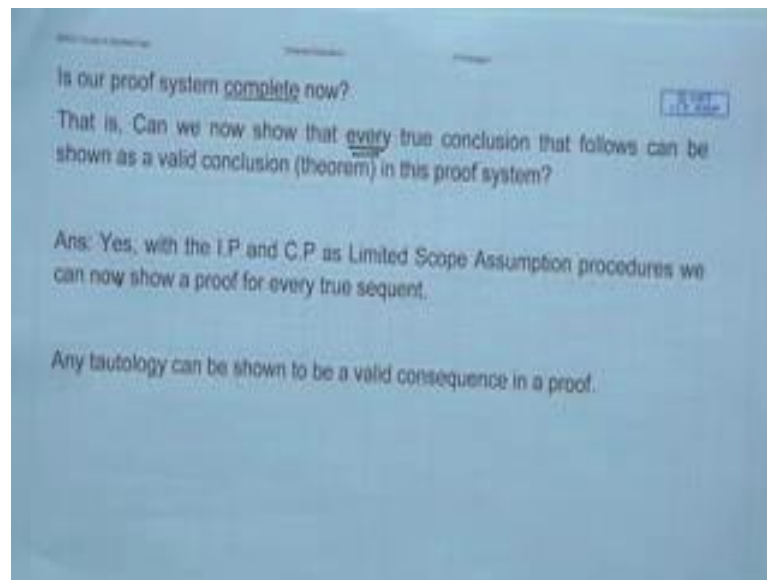 Is our proof system complete now?
That is, Can we now show that every true conclusion that follows can be
shown as a valid conclusion (theorem) in this proof system?
Ans: Yes, with the I.P and C.P as Limited Scope Assumption procedures we
can now show a proof for every true sequent.
Any tautology can be shown to be a valid consequence in a proof.